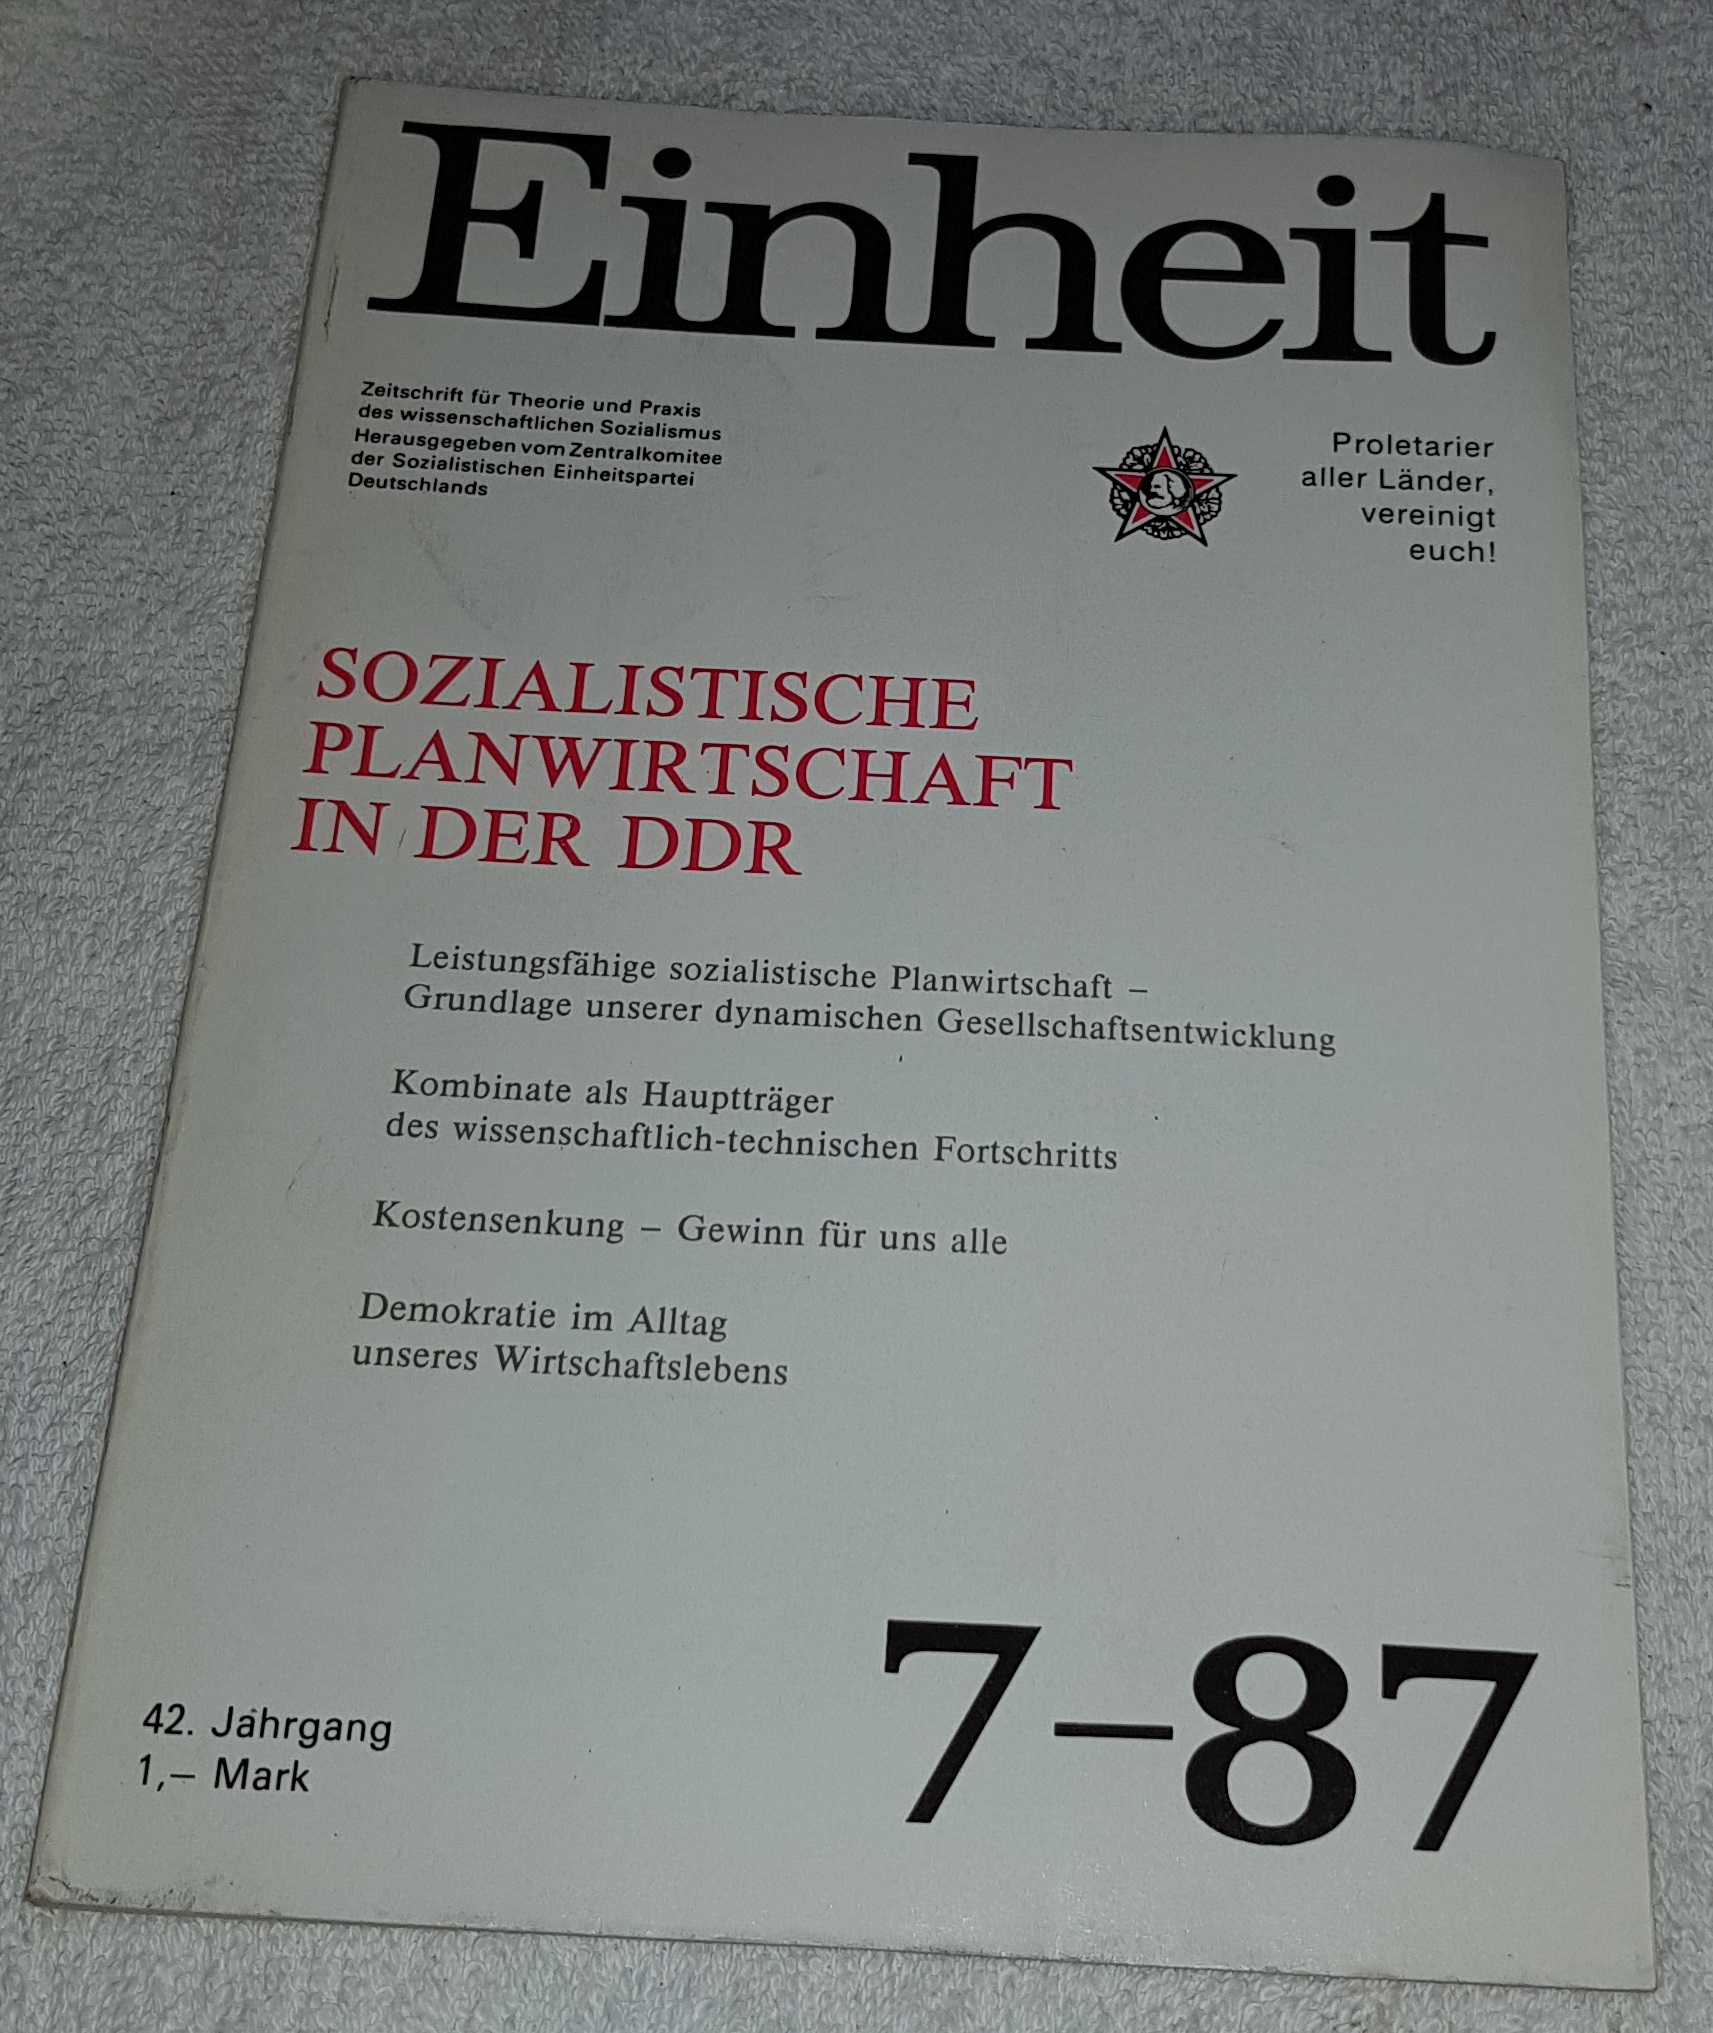 Einheit
Zeitschrift für Theorie und Praxis
des wissenschaftlichen Sozialismus
Herausgegeben vom Zentralkomitee
der Sozialistischen Einheitspartei
Deutschlands
Proletarier
aller Länder,
vereinigt
euch!
SOZIALISTISCHE
PLANWIRTSCHAFT
IN DER DDR
Leistungsfähige sozialistische Planwirtschaft –
Grundlage unserer dynamischen Gesellschaftsentwicklung
Kombinate als Hauptträger
des wissenschaftlich-technischen Fortschritts
Kostensenkung – Gewinn für uns alle
Demokratie im Alltag
unseres Wirtschaftslebens
42. Jahrgang
1,– Mark
7–87